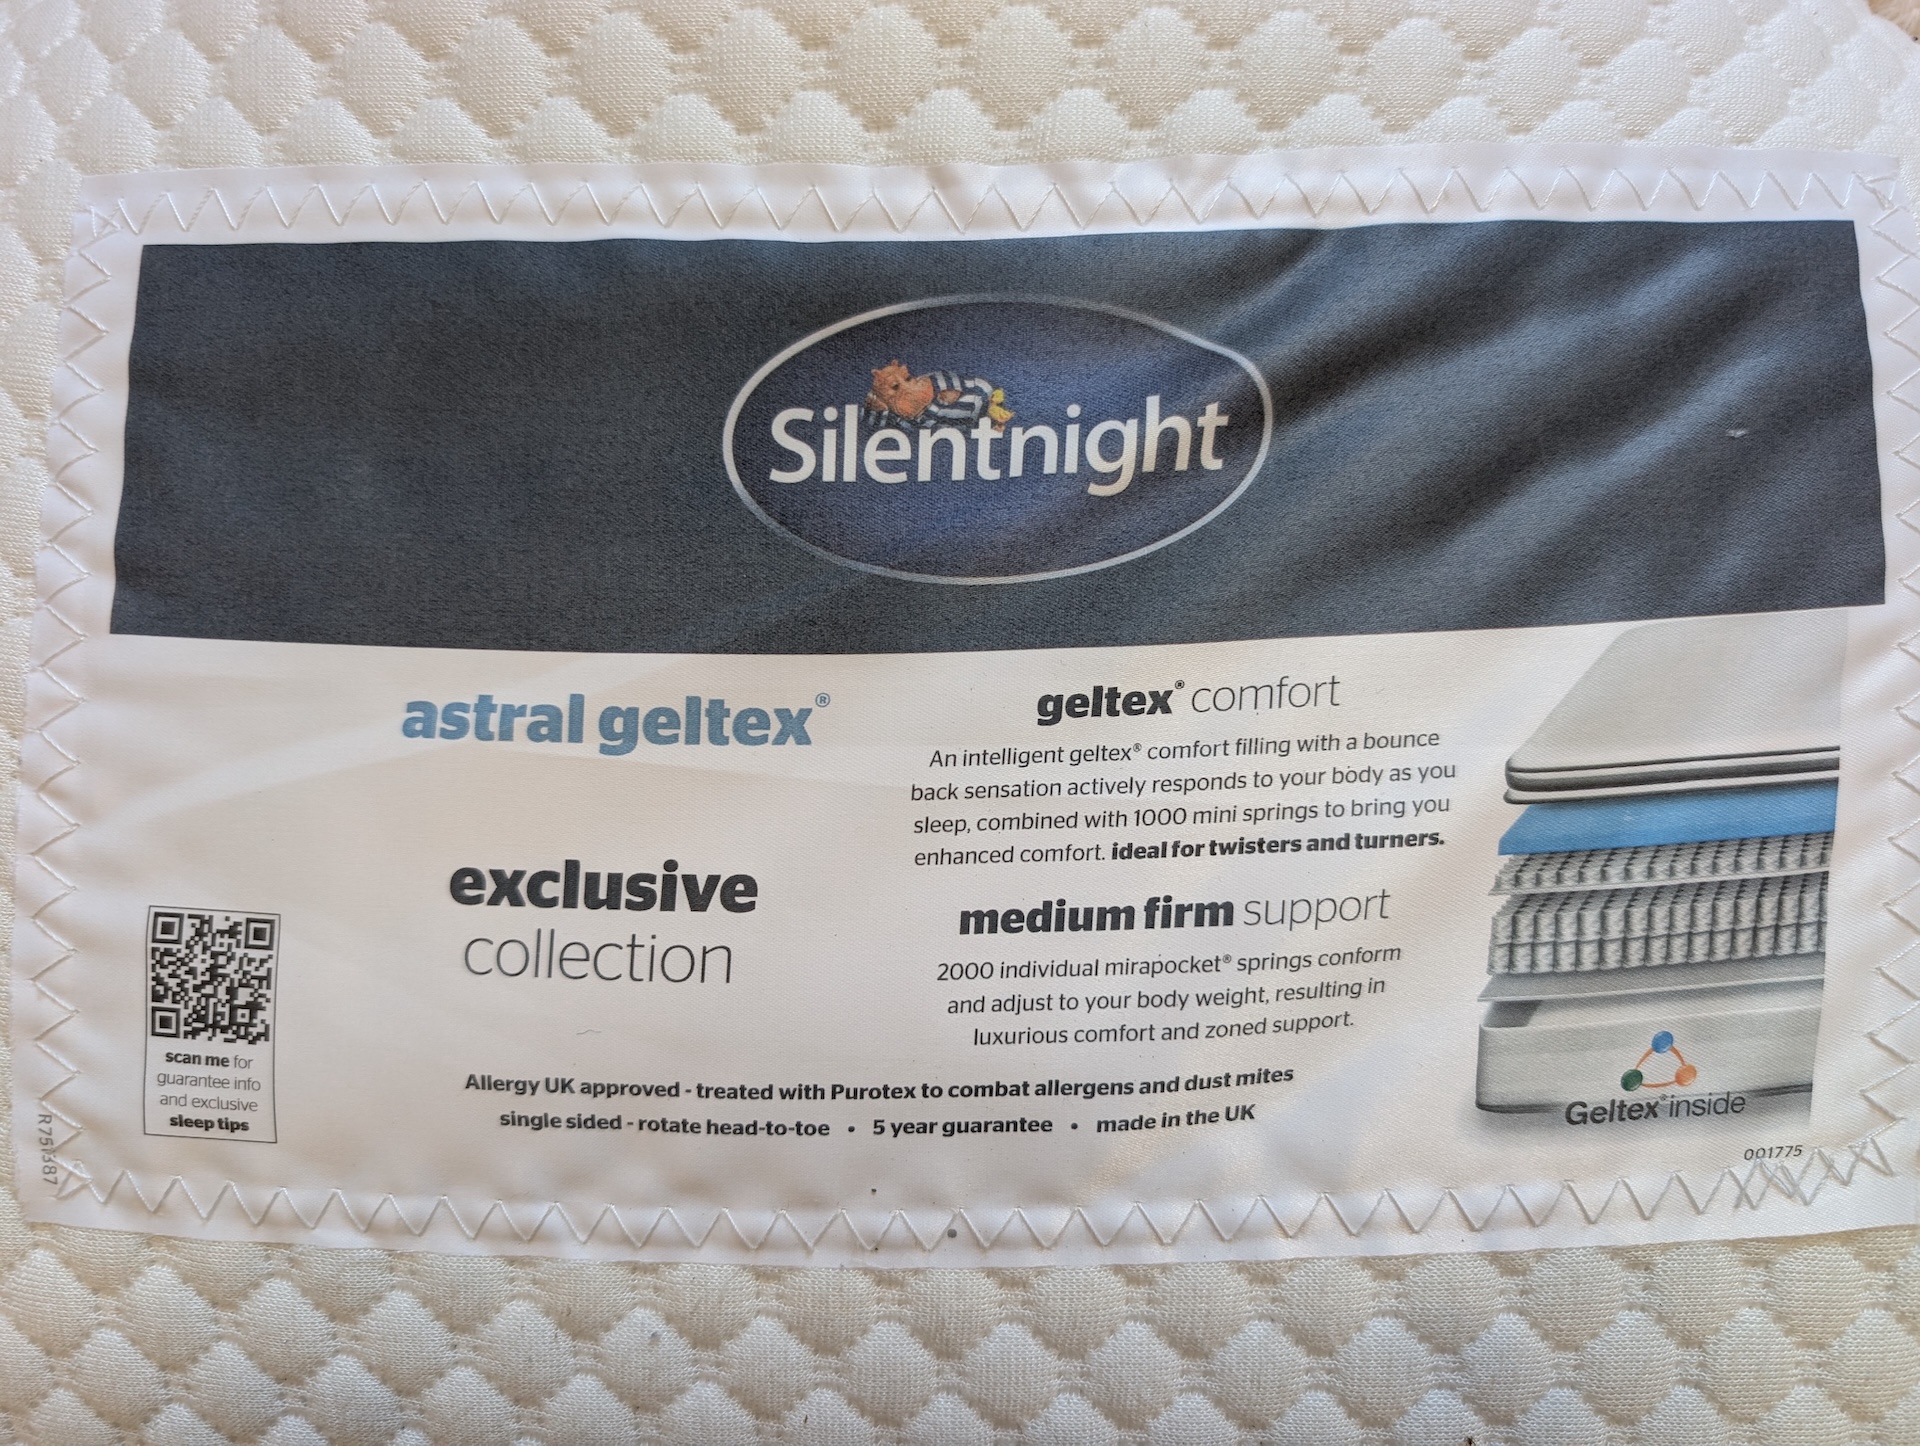 Silentnight
astral geltex®
exclusive
collection
geltex® comfort
An intelligent geltex® comfort filling with a bounce
back sensation actively responds to your body as you
sleep, combined with 1000 mini springs to bring you
enhanced comfort. ideal for twisters and turners.
medium firm support
2000 individual mirapocket® springs conform
and adjust to your body weight, resulting in
luxurious comfort and zoned support.
Allergy UK approved - treated with Purotex to combat allergens and dust mites
single sided - rotate head-to-toe • 5 year guarantee • made in the UK
scan me for
guarantee info
and exclusive
sleep tips
Geltex® inside
001775